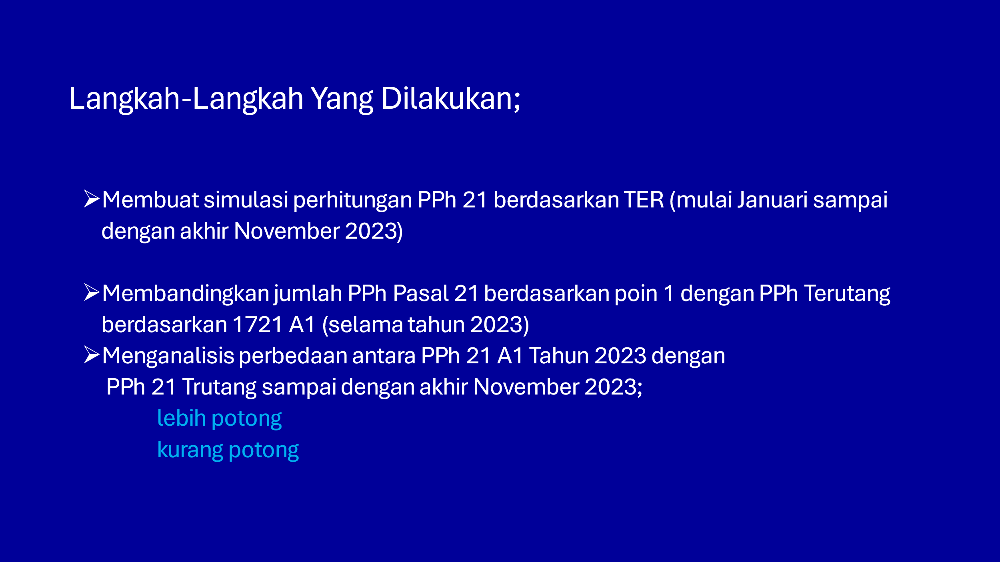 Langkah-Langkah Yang Dilakukan;
➢Membuat simulasi perhitungan PPh 21 berdasarkan TER (mulai Januari sampai
dengan akhir November 2023)
➢Membandingkan jumlah PPh Pasal 21 berdasarkan poin 1 dengan PPh Terutang
berdasarkan 1721 A1 (selama tahun 2023)
➢Menganalisis perbedaan antara PPh 21 A1 Tahun 2023 dengan
PPh 21 Trutang sampai dengan akhir November 2023;
lebih potong
kurang potong